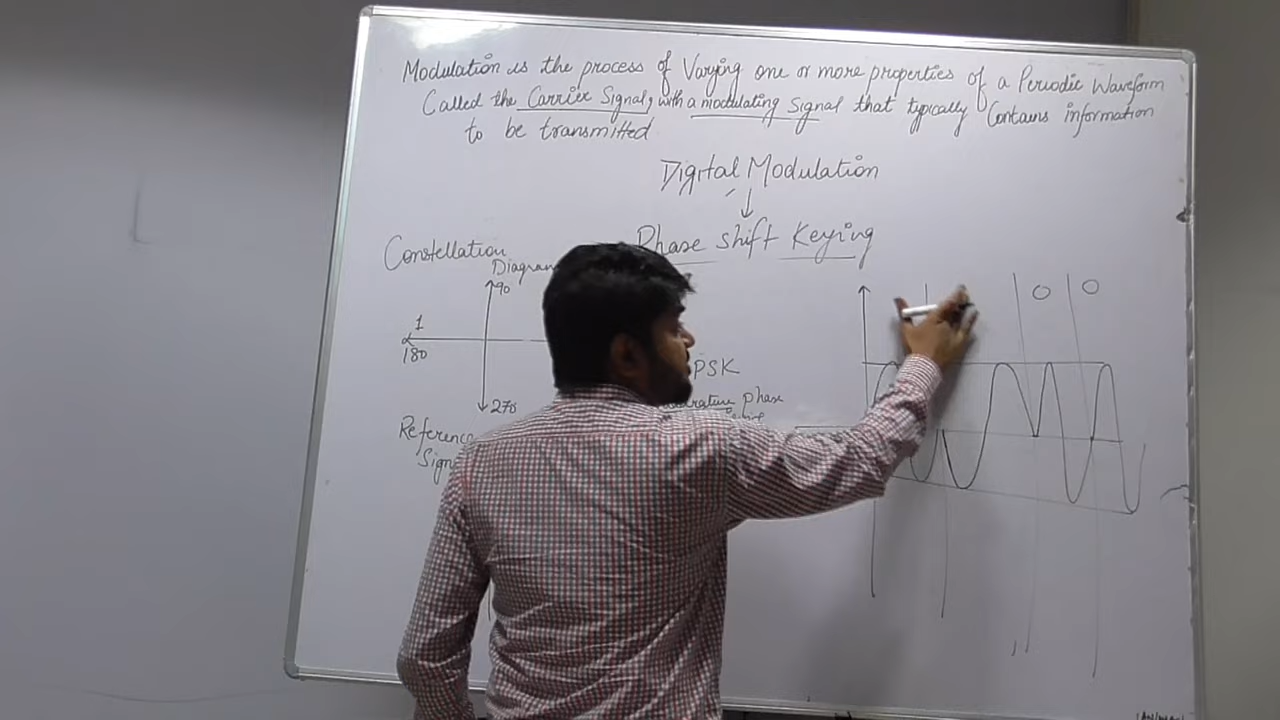 Modulation is the process of Varying one or more properties of a Periodic Waveform
Called the Carrier Signal, with a modulating Signal that typically Contains information
to be transmitted
Digital Modulation
Phase shift Keying
Constellation
Diagram
90
1
180
270
Reference
PSK
phase
0 0